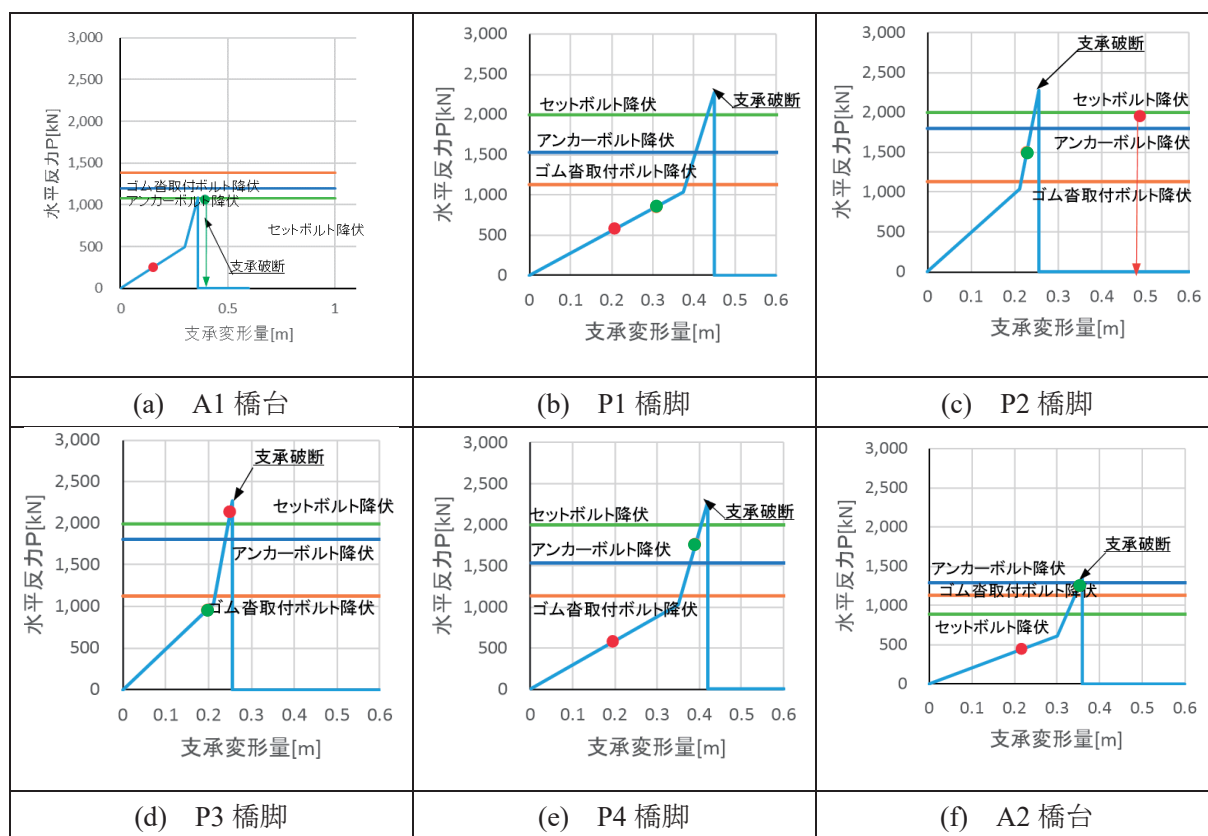 3,000
2,500
2,000
1,500
1,000
500
0
水平反力P[kN]
ゴム沓取付ボルト降伏
アンカーボルト降伏
セットボルト降伏
支承破断
0
0.5
1
支承変形量[m]
(a) A1 橋台
3,000
2,500
2,000
1,500
1,000
500
0
水平反力P[kN]
支承破断
セットボルト降伏
アンカーボルト降伏
ゴム沓取付ボルト降伏
0 0.1 0.2 0.3 0.4 0.5 0.6
支承変形量[m]
(b) P1 橋脚
3,000
2,500
2,000
1,500
1,000
500
0
水平反力P[kN]
支承破断
セットボルト降伏
アンカーボルト降伏
ゴム沓取付ボルト降伏
0 0.1 0.2 0.3 0.4 0.5 0.6
支承変形量[m]
(c) P2 橋脚
3,000
2,500
2,000
1,500
1,000
500
0
水平反力P[kN]
支承破断
セットボルト降伏
アンカーボルト降伏
ゴム沓取付ボルト降伏
0 0.1 0.2 0.3 0.4 0.5 0.6
支承変形量[m]
(d) P3 橋脚
3,000
2,500
2,000
1,500
1,000
500
0
水平反力P[kN]
セットボルト降伏
支承破断
アンカーボルト降伏
ゴム沓取付ボルト降伏
0 0.1 0.2 0.3 0.4 0.5 0.6
支承変形量[m]
(e) P4 橋脚
3,000
2,500
2,000
1,500
1,000
500
0
水平反力P[kN]
支承破断
アンカーボルト降伏
ゴム沓取付ボルト降伏
セットボルト降伏
0 0.1 0.2 0.3 0.4 0.5 0.6
支承変形量[m]
(f) A2 橋台